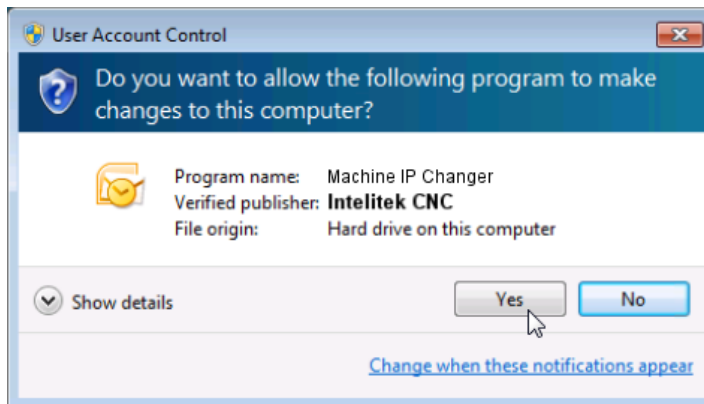 User Account Control
Do you want to allow the following program to make
changes to this computer?
Program name: Machine IP Changer
Verified publisher: Intelitek CNC
File origin: Hard drive on this computer
Show details Yes No
Change when these notifications appear